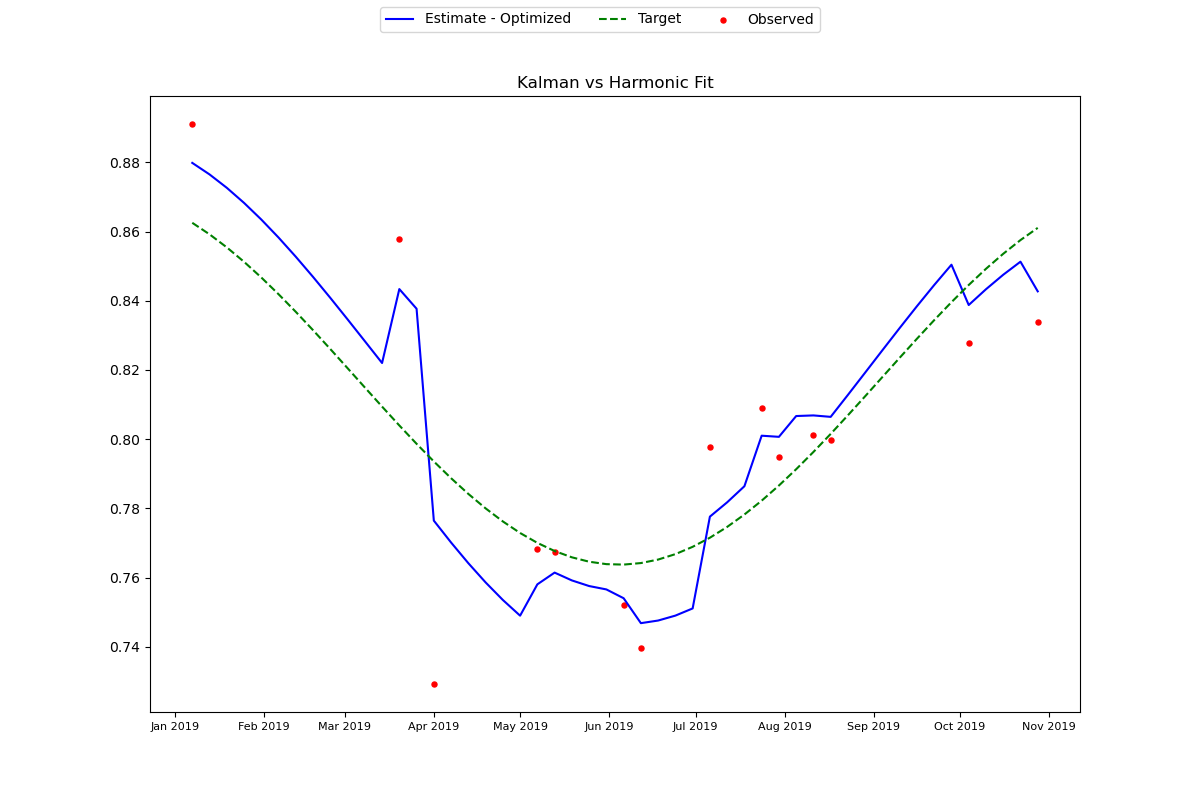 Estimate - Optimized Target Observed
Kalman vs Harmonic Fit
0.88
0.86
0.84
0.82
0.80
0.78
0.76
0.74
Jan 2019 Feb 2019 Mar 2019 Apr 2019 May 2019 Jun 2019 Jul 2019 Aug 2019 Sep 2019 Oct 2019 Nov 2019